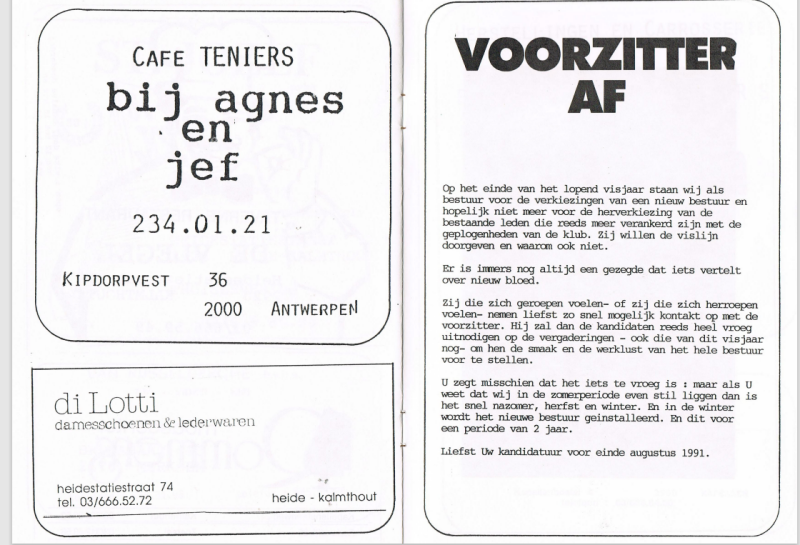 CAFE TENIERS
bij agnes
en
jef
234.01.21
KIPDORPVEST 36
2000 ANTWERPEN
di Lotti
damesschoenen & lederwaren
heidestatiestraat 74
tel. 03/666.52.72
heide - kalmthout
VOORZITTER
AF
Op het einde van het lopend visjaar staan wij als
bestuur voor de verkiezingen van een nieuw bestuur en
hopelijk niet meer voor de herverkiezing van de
bestaande leden die reeds meer verankerd zijn met de
geplogenheden van de klub. Zij willen de vislijn
doorgeven en waarom ook niet.
Er is immers nog altijd een gezegde dat iets vertelt
over nieuw bloed.
Zij die zich geroepen voelen- of zij die zich herroepen
voelen- nemen liefst zo snel mogelijk kontakt op met de
voorzitter. Hij zal dan de kandidaten reeds heel vroeg
uitnodigen op de vergaderingen - ook die van dit visjaar
nog- om hen de smaak en de werklust van het hele bestuur
voor te stellen.
U zegt misschien dat het iets te vroeg is : maar als U
weet dat wij in de zomerperiode even stil liggen dan is
het snel nazomer, herfst en winter. En in de winter
wordt het nieuwe bestuur geinstalleerd. En dit voor
een periode van 2 jaar.
Liefst Uw kandidatuur voor einde augustus 1991.